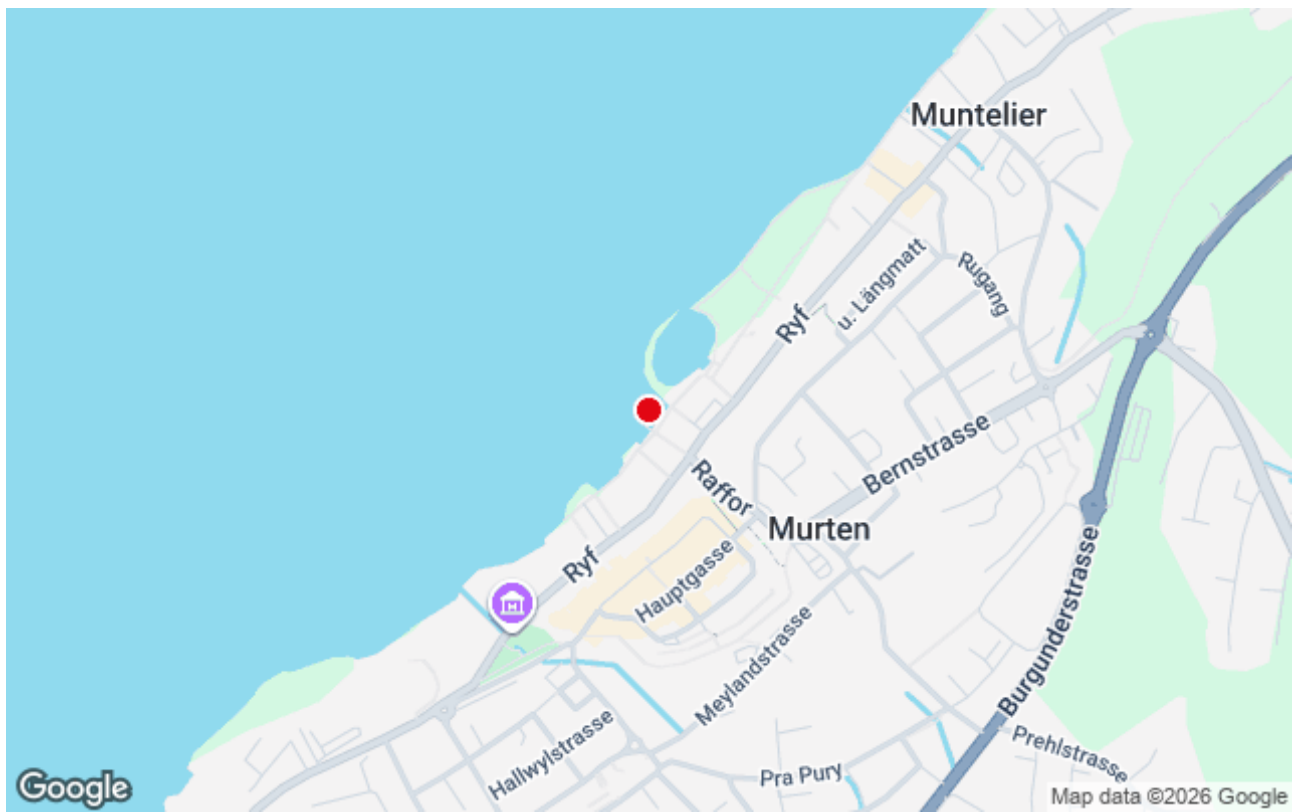 Muntelier
u. Längmatt
Rugang
Ryf
Bernstrasse
Raffor
Murten
Ryf
Hauptgasse
Burgunderstrasse
Meylandstrasse
Hallwylstrasse
Prehlstrasse
Pra Pury
Google
Map data ©2026 Google